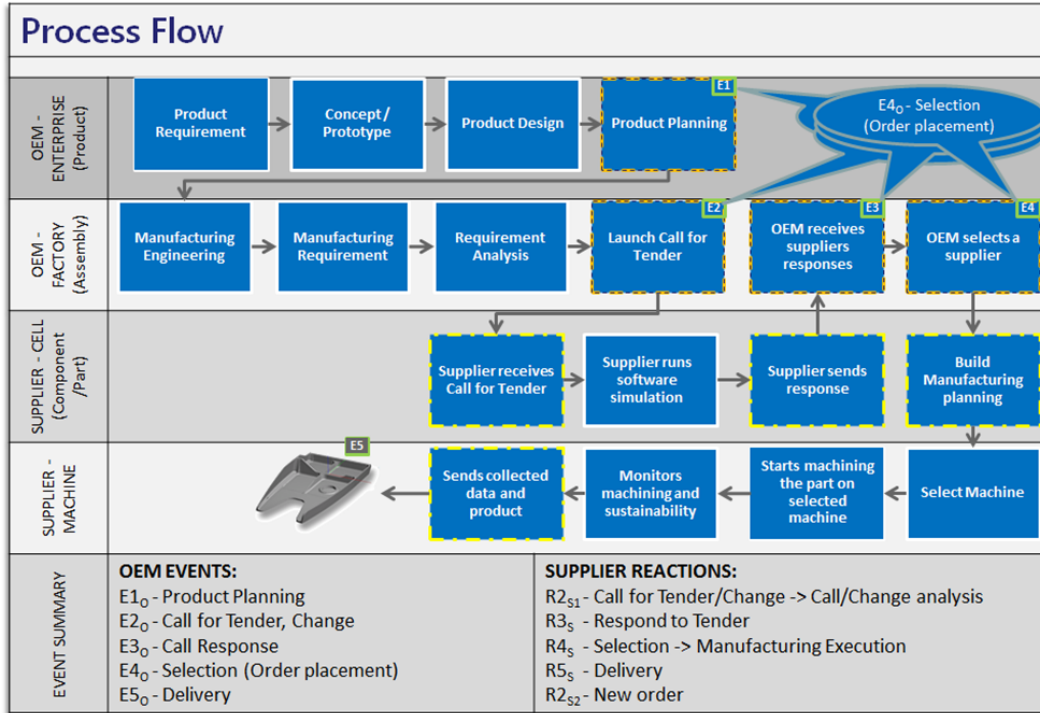 Process Flow
OEM -
ENTERPRISE
(Product)
Product
Requirement
Concept /
Prototype
Product Design
Product Planning
E1
E4O - Selection
(Order placement)
OEM -
FACTORY
(Assembly)
Manufacturing
Engineering
Manufacturing
Requirement
Requirement
Analysis
Launch Call for
Tender
E2
OEM receives
suppliers
responses
E3
OEM selects a
supplier
E4
SUPPLIER - CELL
(Component
/Part)
Supplier receives
Call for Tender
Supplier runs
software
simulation
Supplier sends
response
Build
Manufacturing
planning
SUPPLIER -
MACHINE
E5
Sends collected
data and
product
Monitors
machining and
sustainability
Starts machining
the part on
selected
machine
Select Machine
EVENT SUMMARY
OEM EVENTS:
E1O - Product Planning
E2O - Call for Tender, Change
E3O - Call Response
E4O - Selection (Order placement)
E5O - Delivery
SUPPLIER REACTIONS:
R2S1 - Call for Tender/Change -> Call/Change analysis
R3S - Respond to Tender
R4S - Selection -> Manufacturing Execution
R5S - Delivery
R2S2 - New order